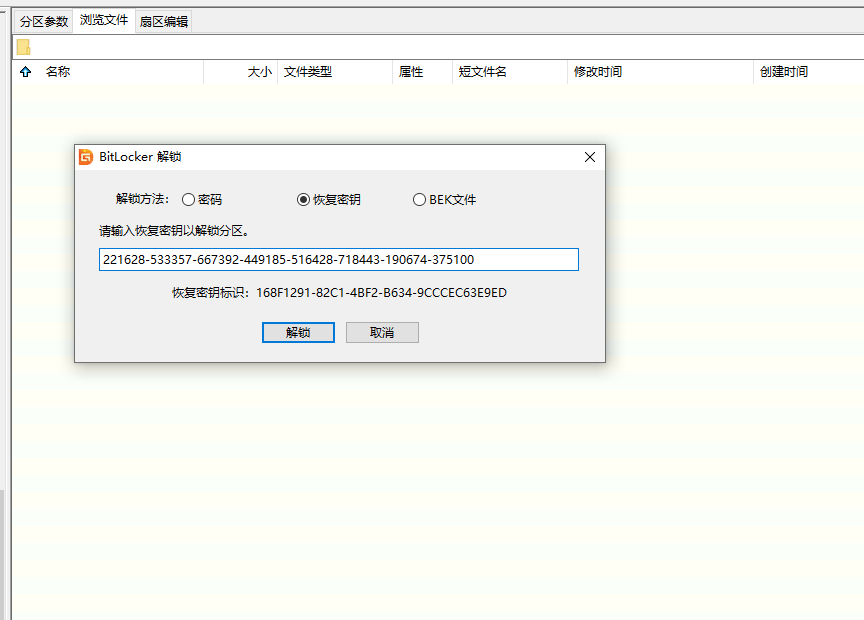 分区参数 浏览文件 扇区编辑
名称 大小 文件类型 属性 短文件名 修改时间 创建时间
BitLocker 解锁
解锁方法: 密码 恢复密钥 BEK文件
请输入恢复密钥以解锁分区。
221628-533357-667392-449185-516428-718443-190674-375100
恢复密钥标识: 168F1291-82C1-4BF2-B634-9CCCEC63E9ED
解锁 取消